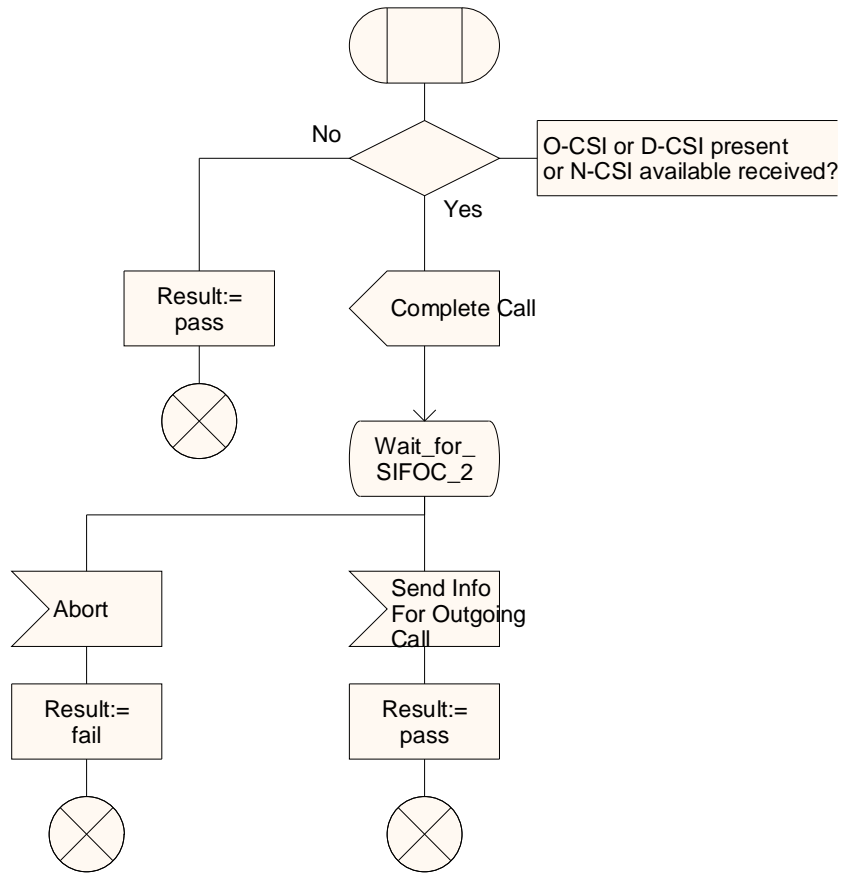 No
O-CSI or D-CSI present
or N-CSI available received?
Yes
Result:=
pass
Complete Call
Wait_for_
SIFOC_2
Abort
Send Info
For Outgoing
Call
Result:=
fail
Result:=
pass